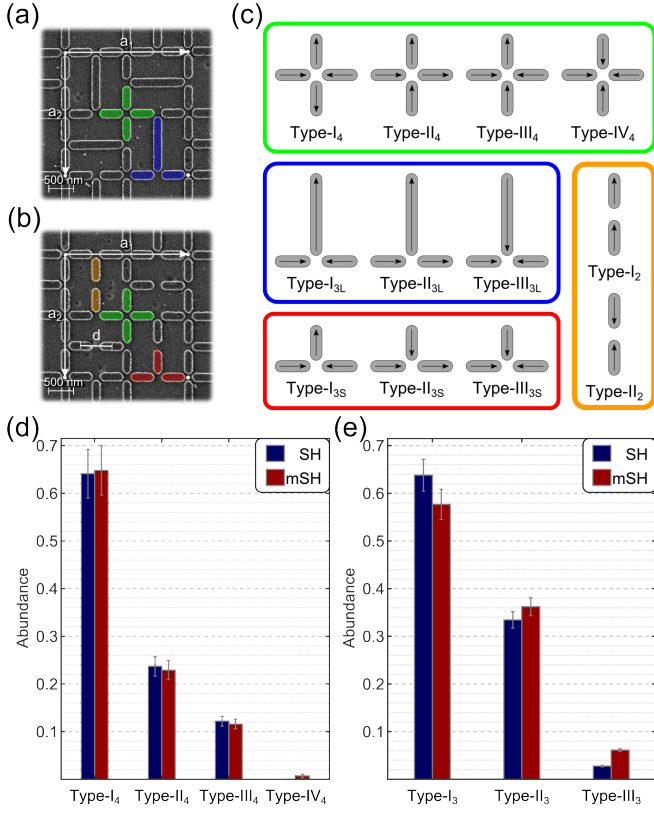 (a)
a₁
a₂
500 nm
(b)
a₁
a₂
d
500 nm
(c)
Type-I₄ Type-II₄ Type-III₄ Type-IV₄
Type-I₃L Type-II₃L Type-III₃L
Type-I₂
Type-I₃S Type-II₃S Type-III₃S
Type-II₂
(d)
0.7
0.6
0.5
0.4
0.3
0.2
0.1
Abundance
SH
mSH
Type-I₄ Type-II₄ Type-III₄ Type-IV₄
(e)
0.7
0.6
0.5
0.4
0.3
0.2
0.1
Abundance
SH
mSH
Type-I₃ Type-II₃ Type-III₃